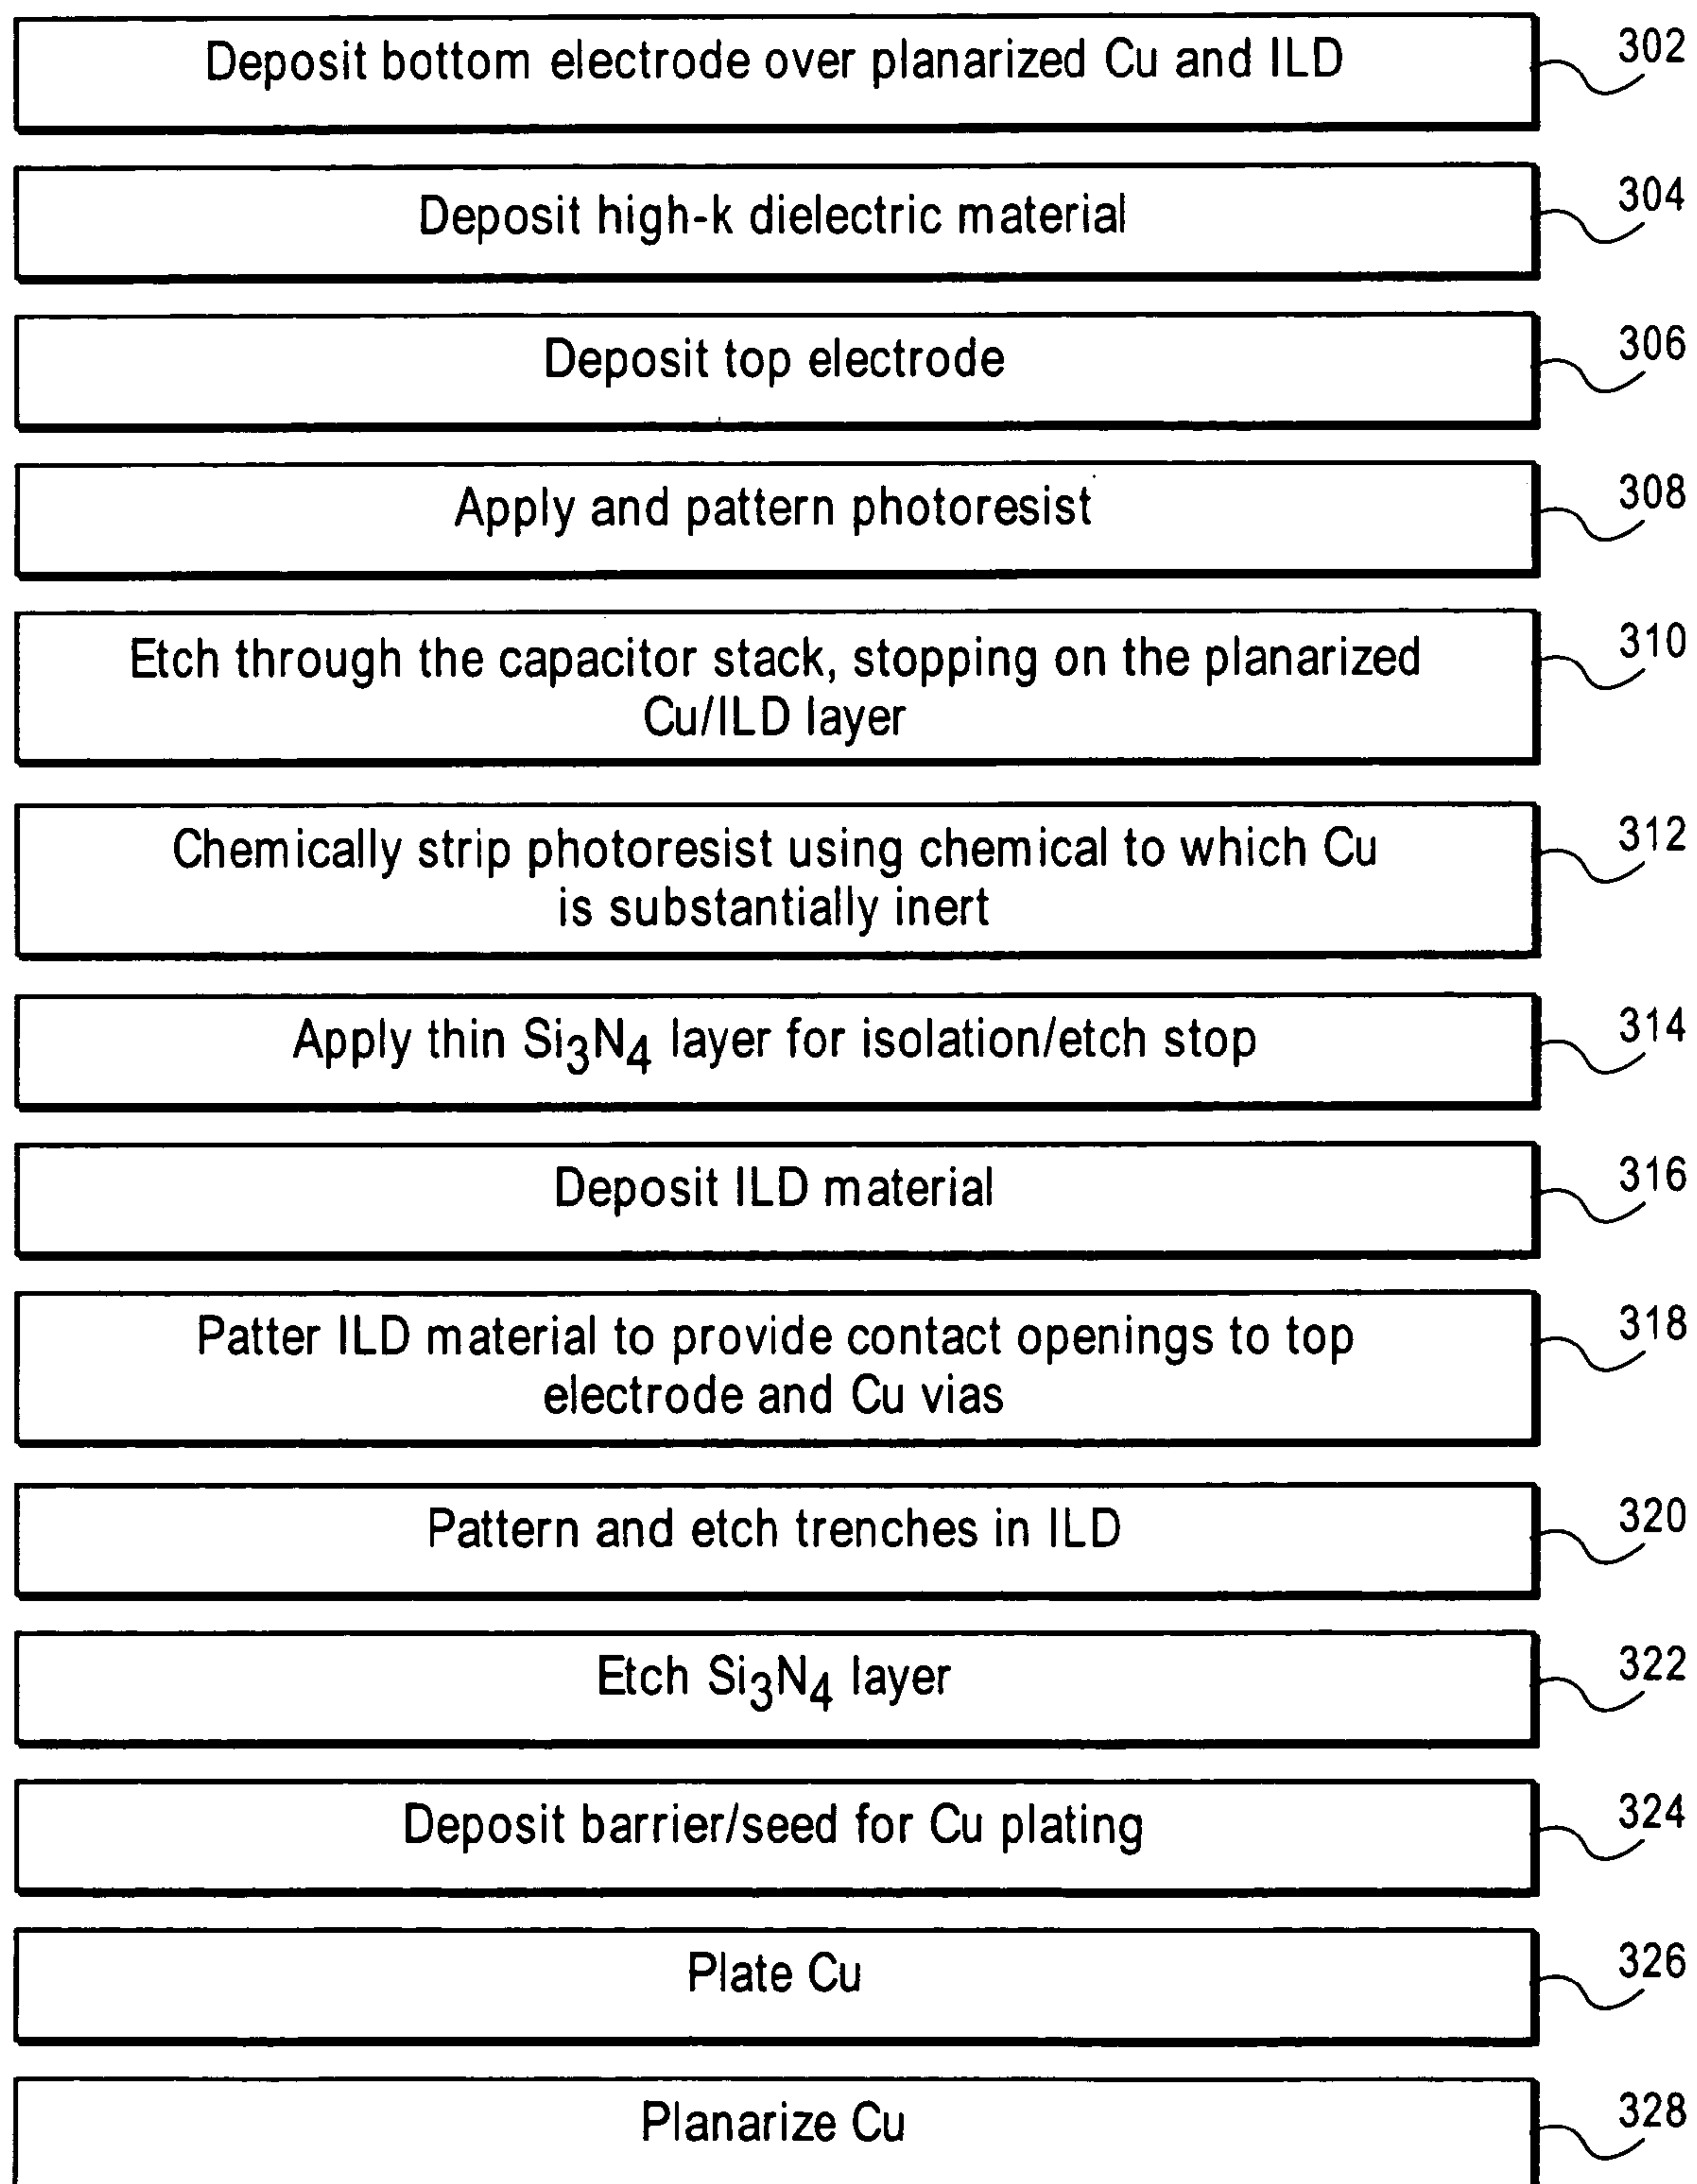 Deposit bottom electrode over planarized Cu and ILD
302
Deposit high-k dielectric material
304
Deposit top electrode
306
Apply and pattern photoresist
308
Etch through the capacitor stack, stopping on the planarized
Cu/ILD layer
310
Chemically strip photoresist using chemical to which Cu
is substantially inert
312
Apply thin Si3N4 layer for isolation/etch stop
314
Deposit ILD material
316
Patter ILD material to provide contact openings to top
electrode and Cu vias
318
Pattern and etch trenches in ILD
320
Etch Si3N4 layer
322
Deposit barrier/seed for Cu plating
324
Plate Cu
326
Planarize Cu
328